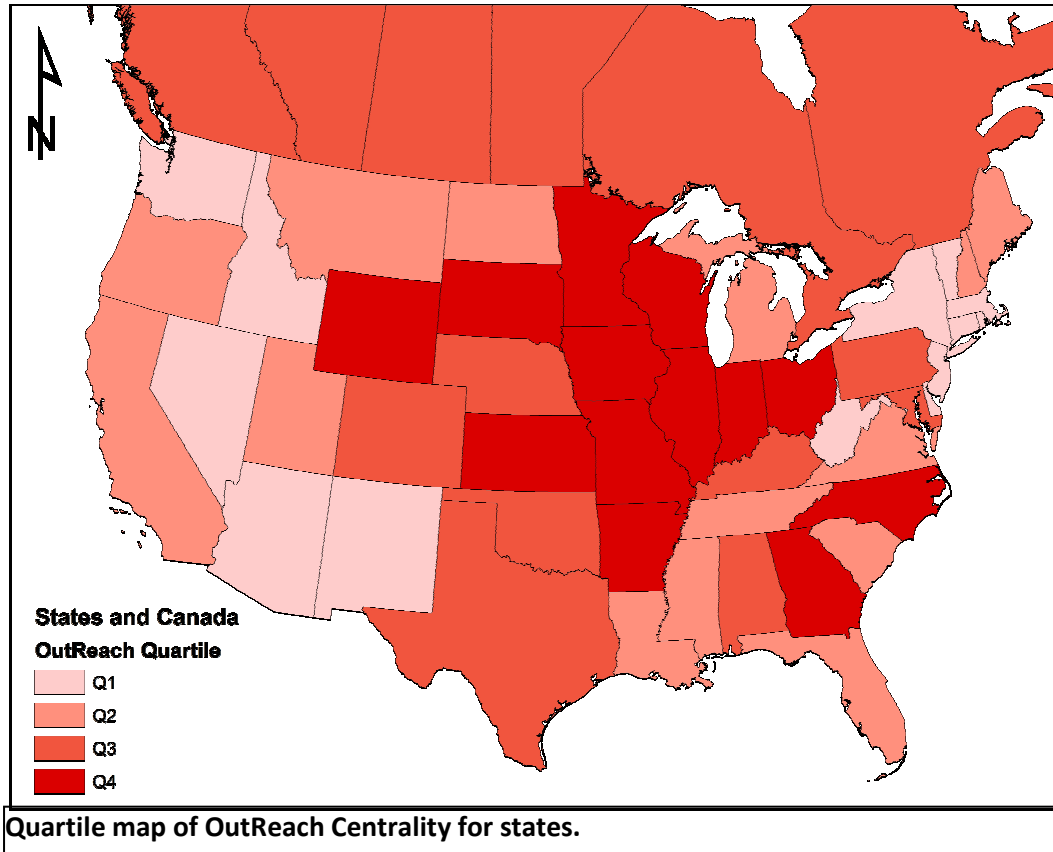 N
States and Canada
OutReach Quartile
Q1
Q2
Q3
Q4
Quartile map of OutReach Centrality for states.